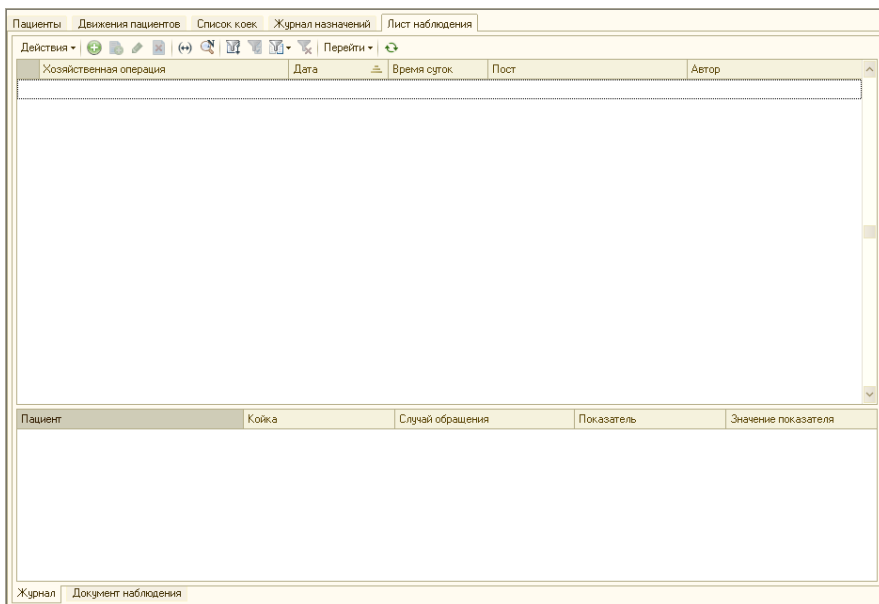 Пациенты Движения пациентов Список коек Журнал назначений Лист наблюдения
Действия Перейти
Хозяйственная операция Дата Время суток Пост Автор
Пациент Койка Случай обращения Показатель Значение показателя
Журнал Документ наблюдения